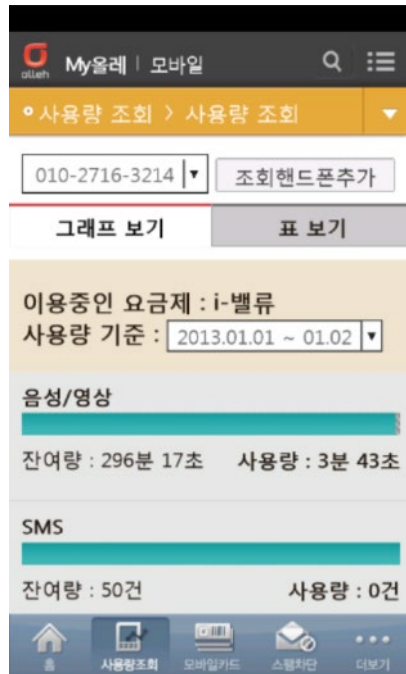 olleh My올레 | 모바일
사용량 조회 > 사용량 조회
010-2716-3214 조회핸드폰추가
그래프 보기 표 보기
이용중인 요금제 : i-밸류
사용량 기준 : 2013.01.01 ~ 01.02
음성/영상
잔여량 : 296분 17초 사용량 : 3분 43초
SMS
잔여량 : 50건 사용량 : 0건
홈 사용량조회 모바일카드 스팸차단 더보기